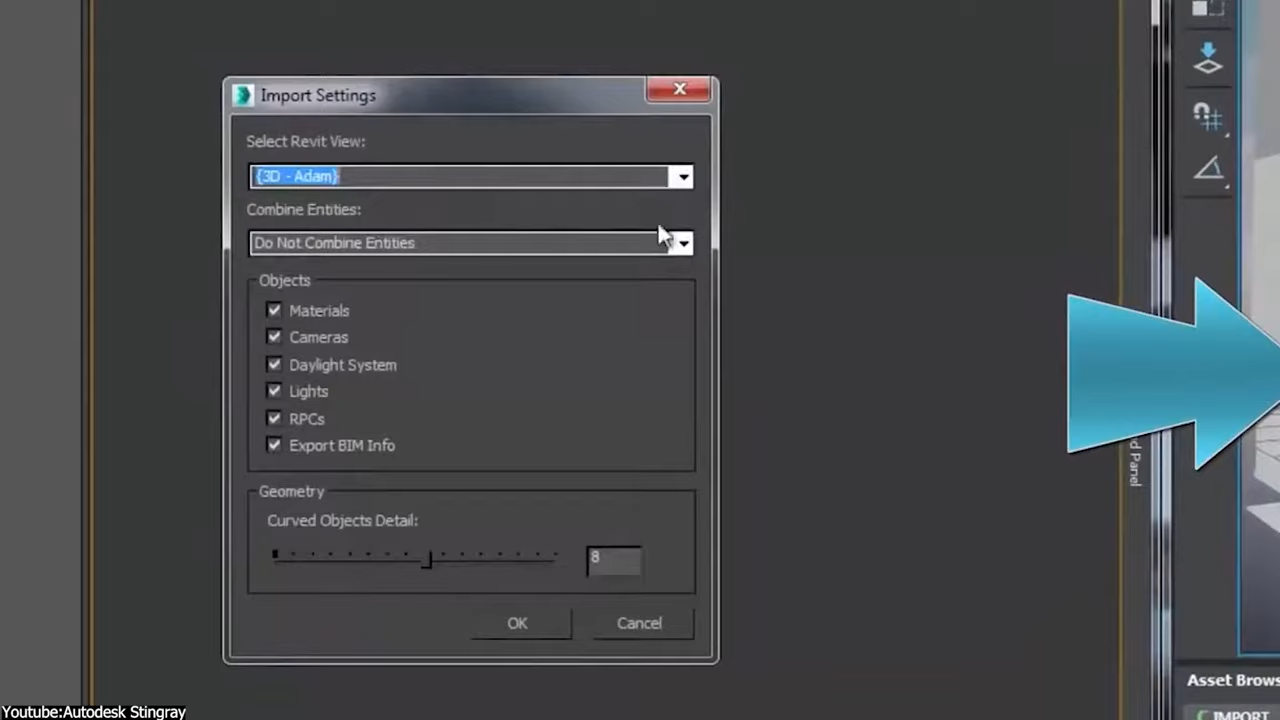 Import Settings
Select Revit View:
{3D - Adam}
Combine Entities:
Do Not Combine Entities
Objects
Materials
Cameras
Daylight System
Lights
RPCs
Export BIM Info
Geometry
Curved Objects Detail:
8
OK Cancel
d Panel
Asset Brows
IMPORT
Youtube:Autodesk Stingray